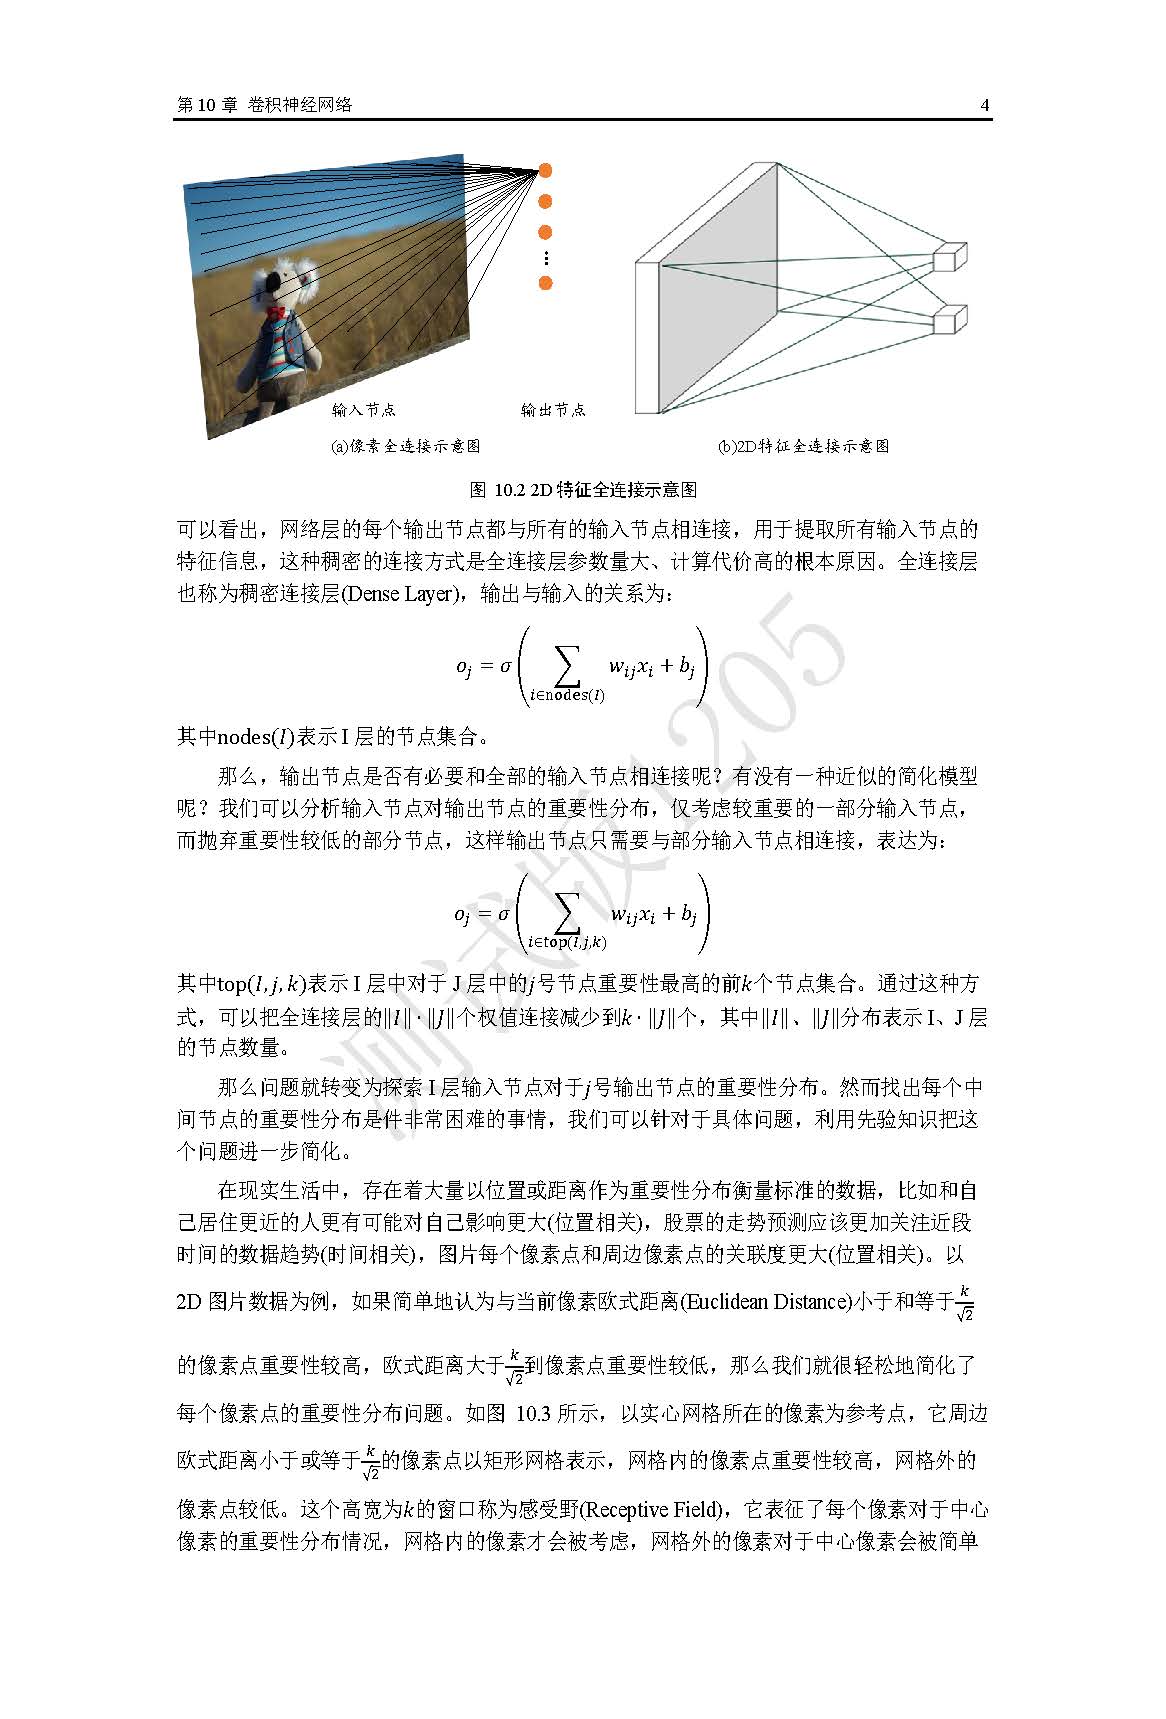 第 10 章 卷积神经网络 4
输入节点 输出节点
(a)像素全连接示意图 (b)2D特征全连接示意图
图 10.2 2D 特征全连接示意图
可以看出，网络层的每个输出节点都与所有的输入节点相连接，用于提取所有输入节点的
特征信息，这种稠密的连接方式是全连接层参数量大、计算代价高的根本原因。全连接层
也称为稠密连接层(Dense Layer)，输出与输入的关系为：
o_j = σ ( ∑_{i∈nodes(I)} w_{ij}x_i + b_j )
其中nodes(I)表示 I 层的节点集合。
那么，输出节点是否有必要和全部的输入节点相连接呢？有没有一种近似的简化模型
呢？我们可以分析输入节点对输出节点的重要性分布，仅考虑较重要的一部分输入节点，
而抛弃重要性较低的部分节点，这样输出节点只需要与部分输入节点相连接，表达为：
o_j = σ ( ∑_{i∈top(I,j,k)} w_{ij}x_i + b_j )
其中top(I, j, k)表示 I 层中对于 J 层中的j号节点重要性最高的前k个节点集合。通过这种方
式，可以把全连接层的‖I‖ · ‖J‖个权值连接减少到k · ‖J‖个，其中‖I‖、‖J‖分布表示 I、J 层
的节点数量。
那么问题就转变为探索 I 层输入节点对于j号输出节点的重要性分布。然而找出每个中
间节点的重要性分布是件非常困难的事情，我们可以针对于具体问题，利用先验知识把这
个问题进一步简化。
在现实生活中，存在着大量以位置或距离作为重要性分布衡量标准的数据，比如和自
己居住更近的人更有可能对自己影响更大(位置相关)，股票的走势预测应该更加关注近段
时间的数据趋势(时间相关)，图片每个像素点和周边像素点的关联度更大(位置相关)。以
2D 图片数据为例，如果简单地认为与当前像素欧式距离(Euclidean Distance)小于和等于k/√2
的像素点重要性较高，欧式距离大于k/√2到像素点重要性较低，那么我们就很轻松地简化了
每个像素点的重要性分布问题。如图 10.3 所示，以实心网格所在的像素为参考点，它周边
欧式距离小于或等于k/√2的像素点以矩形网格表示，网格内的像素点重要性较高，网格外的
像素点较低。这个高宽为k的窗口称为感受野(Receptive Field)，它表征了每个像素对于中心
像素的重要性分布情况，网格内的像素才会被考虑，网格外的像素对于中心像素会被简单
测试版1205